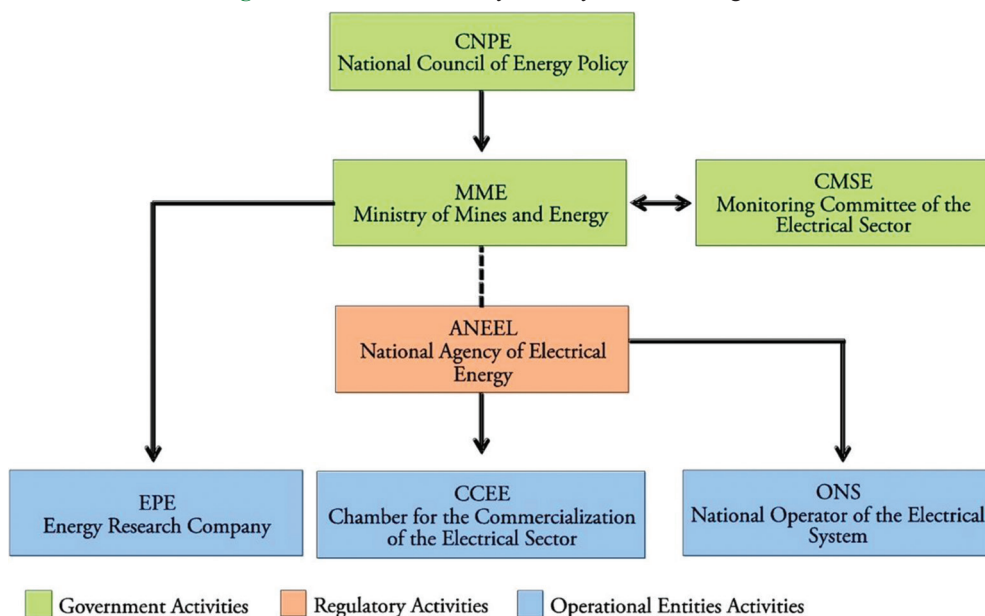 CNPE
National Council of Energy Policy
MME
Ministry of Mines and Energy
CMSE
Monitoring Committee of the
Electrical Sector
ANEEL
National Agency of Electrical
Energy
EPE
Energy Research Company
CCEE
Chamber for the Commercialization
of the Electrical Sector
ONS
National Operator of the Electrical
System
Government Activities
Regulatory Activities
Operational Entities Activities